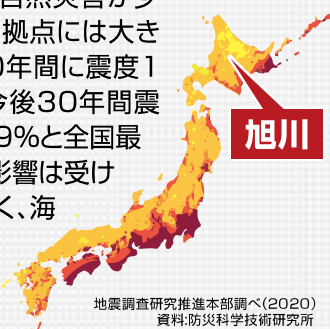 自然災害が少
拠点には大き
0年間に震度1
今後30年間震
9%と全国最
影響は受け
く、海
旭川
地震調査研究推進本部調べ(2020)
資料:防災科学技術研究所